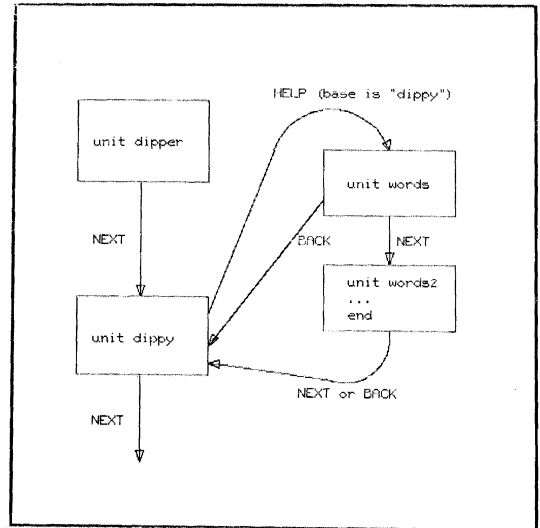 HELP (base is "dippy")
unit dipper
unit words
NEXT
BACK
NEXT
unit words2
...
end
unit dippy
NEXT or BACK
NEXT